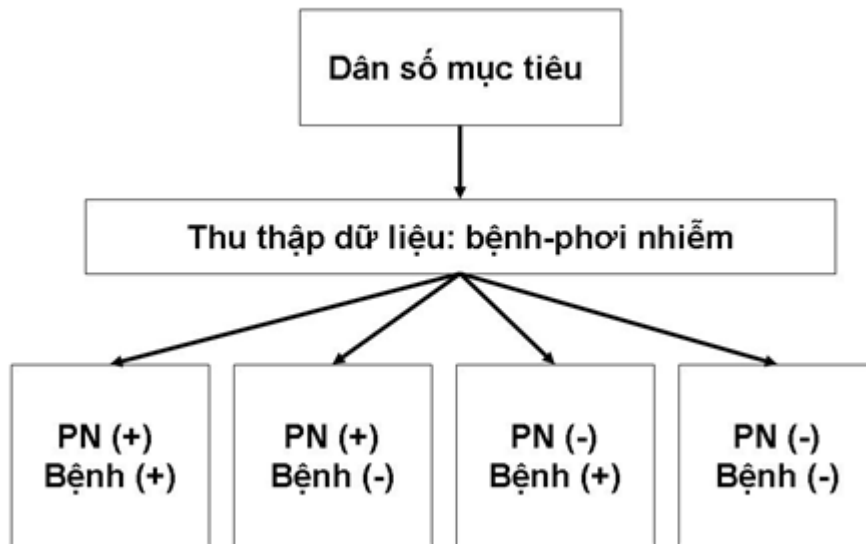 Dân số mục tiêu
Thu thập dữ liệu: bệnh-phơi nhiễm
PN (+)
Bệnh (+)
PN (+)
Bệnh (-)
PN (-)
Bệnh (+)
PN (-)
Bệnh (-)